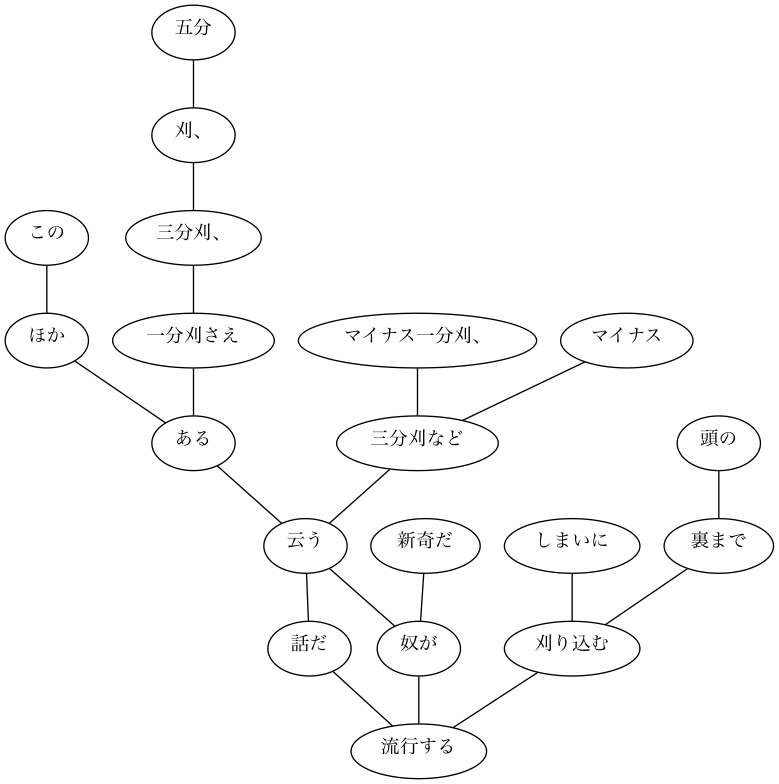 五分
刈、
この
三分刈、
ほか
一分刈さえ
マイナス一分刈、
マイナス
ある
三分刈など
頭の
云う
新奇だ
しまいに
裏まで
話だ
奴が
刈り込む
流行する